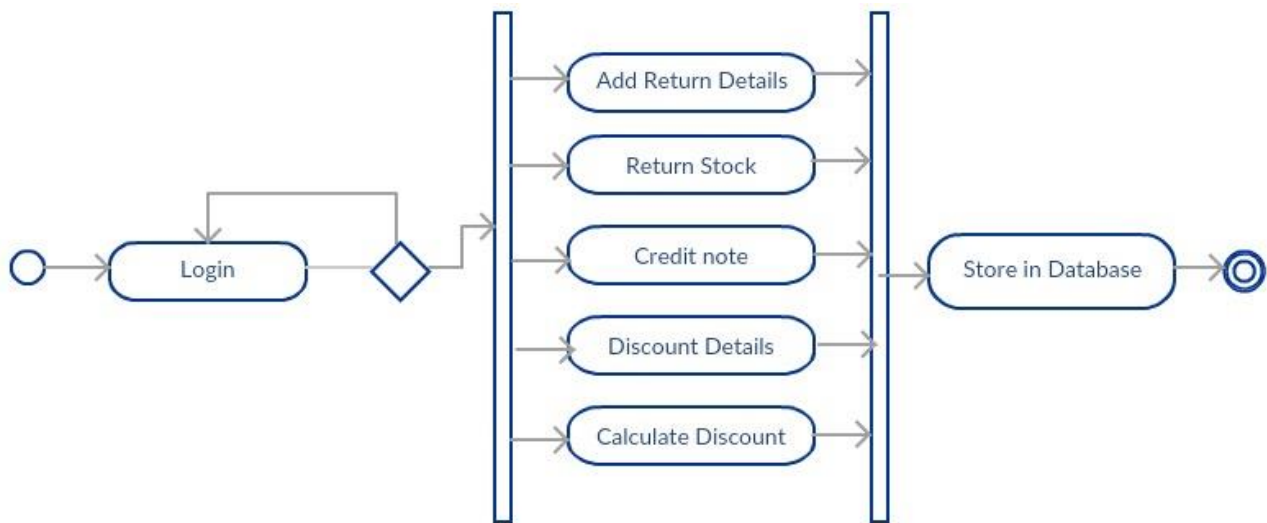 Add Return Details
Return Stock
Login
Credit note
Store in Database
Discount Details
Calculate Discount